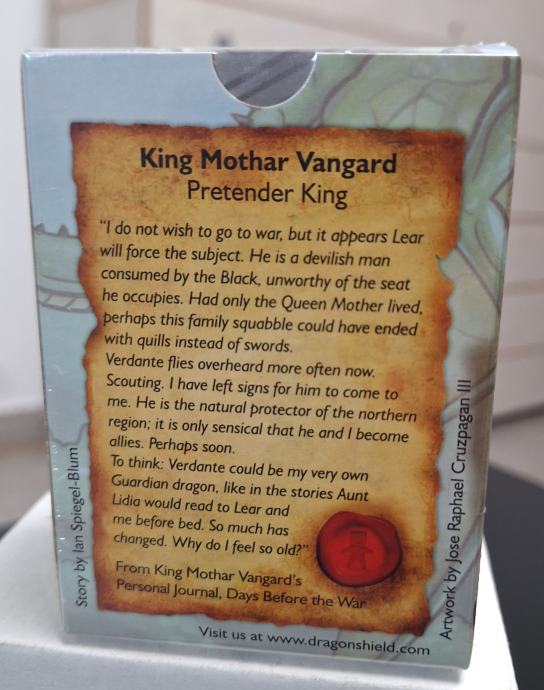 King Mothar Vangard
Pretender King
"I do not wish to go to war, but it appears Lear
will force the subject. He is a devilish man
consumed by the Black, unworthy of the seat
he occupies. Had only the Queen Mother lived,
perhaps this family squabble could have ended
with quills instead of swords.
Verdante flies overheard more often now.
Scouting. I have left signs for him to come to
me. He is the natural protector of the northern
region; it is only sensical that he and I become
allies. Perhaps soon.
To think: Verdante could be my very own
Guardian dragon, like in the stories Aunt
Lidia would read to Lear and
me before bed. So much has
changed. Why do I feel so old?"
From King Mothar Vangard's
Personal Journal, Days Before the War
Story by Ian Spiegel-Blum
Artwork by Jose Raphael Cruzpagan III
Visit us at www.dragonshield.com